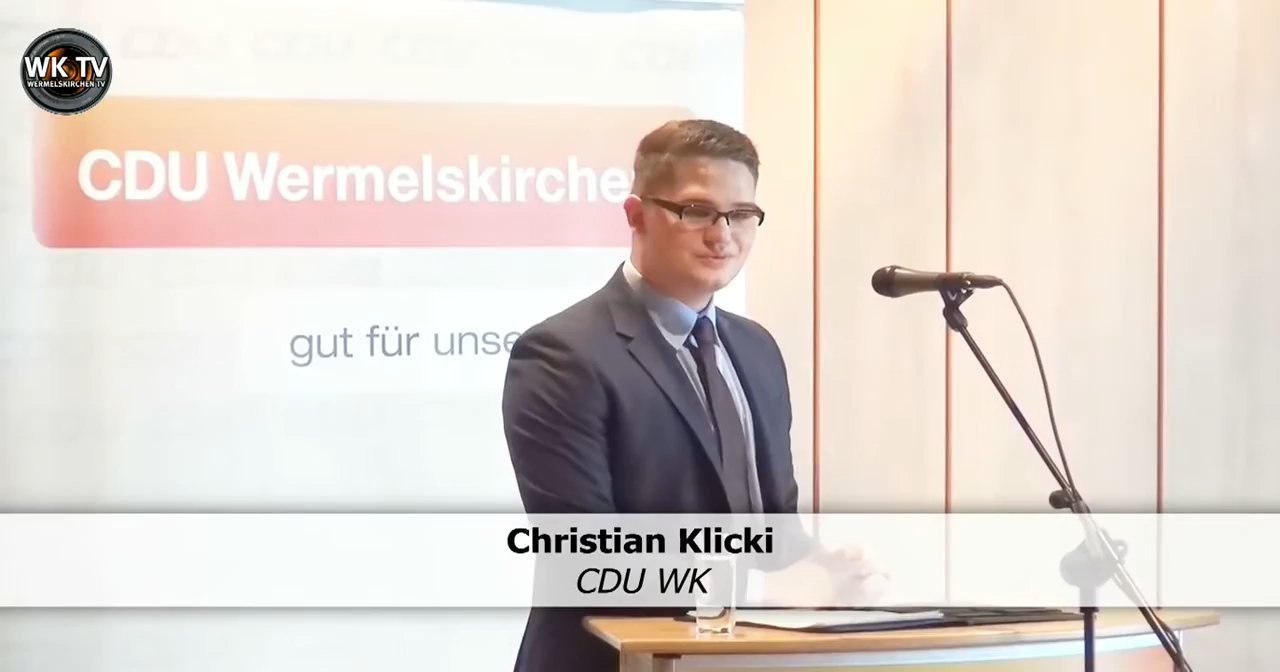 WK TV
WERMELSKIRCHEN TV
CDU Wermelskirche
gut für unse
Christian Klicki
CDU WK